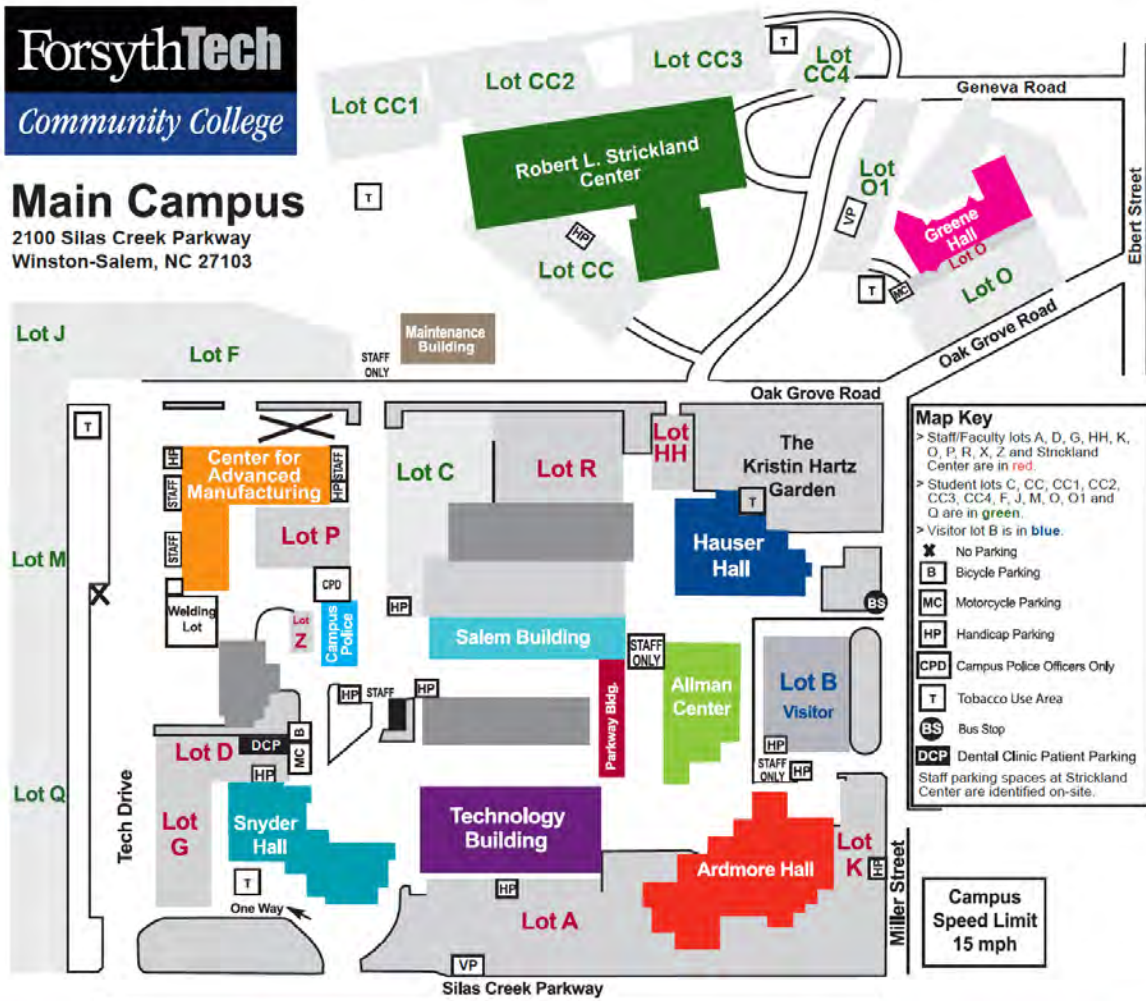 ForsythTech
Community College
Main Campus
2100 Silas Creek Parkway
Winston-Salem, NC 27103
Lot CC1
Lot CC2
Lot CC3
T
Lot
CC4
Geneva Road
Ebert Street
Robert L. Strickland
Center
T
HP
Lot CC
Lot
O1
VP
Greene
Hall
Lot O
MC
T
Lot O
Oak Grove Road
Lot J
Lot F
STAFF
ONLY
Maintenance
Building
Oak Grove Road
T
HP
STAFF
STAFF
Center for
Advanced
Manufacturing
STAFF
HP
Lot P
CPD
Welding
Lot
Lot
Z
Campus
Police
Lot M
Lot C
Lot R
Lot
HH
The
Kristin Hartz
Garden
T
Hauser
Hall
BS
HP
Salem Building
STAFF
ONLY
Allman
Center
Lot B
Visitor
HP
STAFF
ONLY
HP
HP
STAFF
HP
Parkway Bldg.
Lot D
DCP
B
MC
HP
Lot Q
Tech Drive
Lot
G
Snyder
Hall
T
One Way
Technology
Building
HP
Lot A
VP
Ardmore Hall
Lot
K
HP
Miller Street
Silas Creek Parkway
Map Key
> Staff/Faculty lots A, D, G, HH, K,
O, P, R, X, Z and Strickland
Center are in red.
> Student lots C, CC, CC1, CC2,
CC3, CC4, F, J, M, O, O1 and
Q are in green.
> Visitor lot B is in blue.
X No Parking
B Bicycle Parking
MC Motorcycle Parking
HP Handicap Parking
CPD Campus Police Officers Only
T Tobacco Use Area
BS Bus Stop
DCP Dental Clinic Patient Parking
Staff parking spaces at Strickland
Center are identified on-site.
Campus
Speed Limit
15 mph